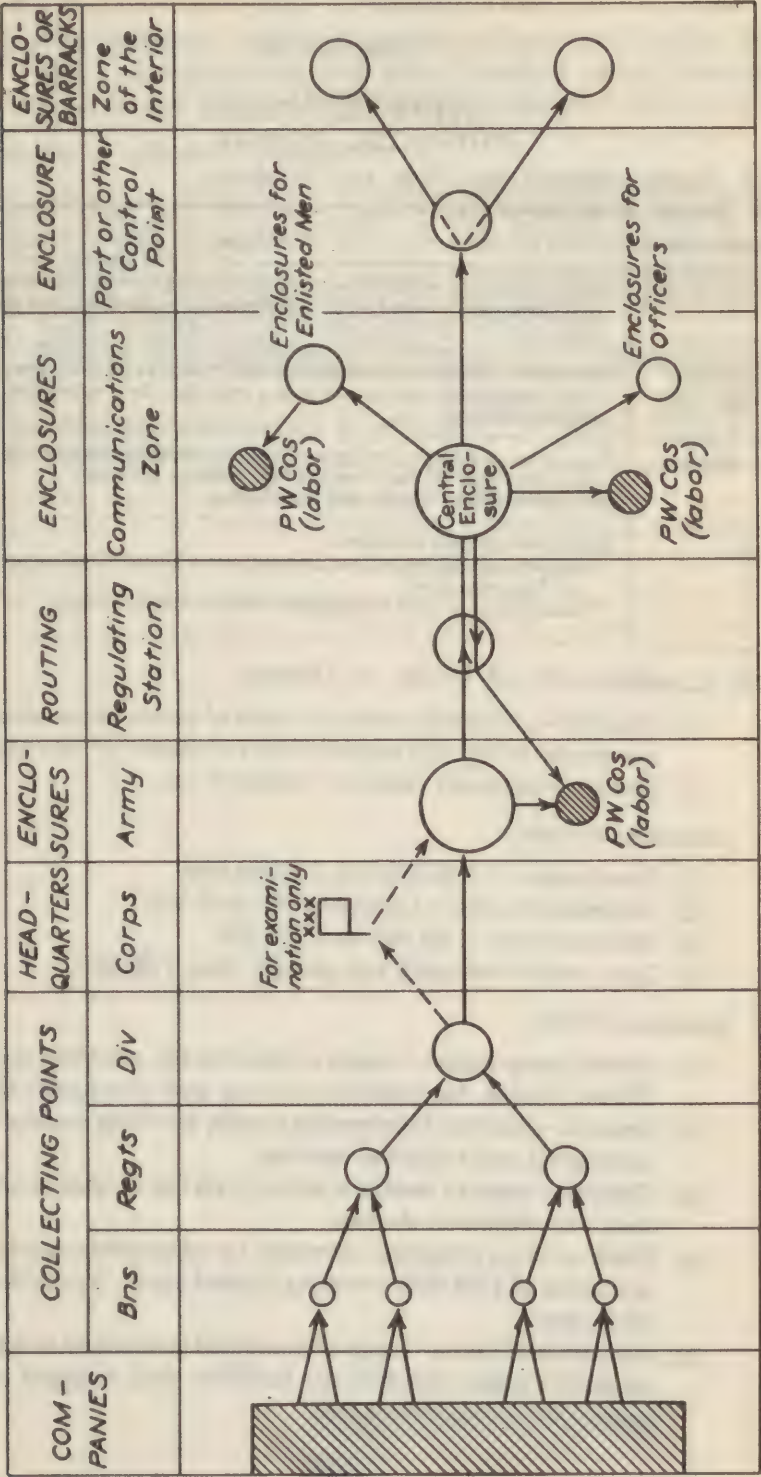 COM-
PANIES
COLLECTING POINTS
Bns
Regts
Div
HEAD-
QUARTERS
Corps
ENCLO-
SURES
Army
ROUTING
Regulating
Station
ENCLOSURES
Communications
Zone
ENCLOSURE
Port or other
Control
Point
ENCLO-
SURES OR
BARRACKS
Zone
of the
Interior
For exami-
nation only
xxx
PW Cos
(labor)
PW Cos
(labor)
Enclosures for
Enlisted Men
Central
Enclo-
sure
PW Cos
(labor)
Enclosures for
Officers